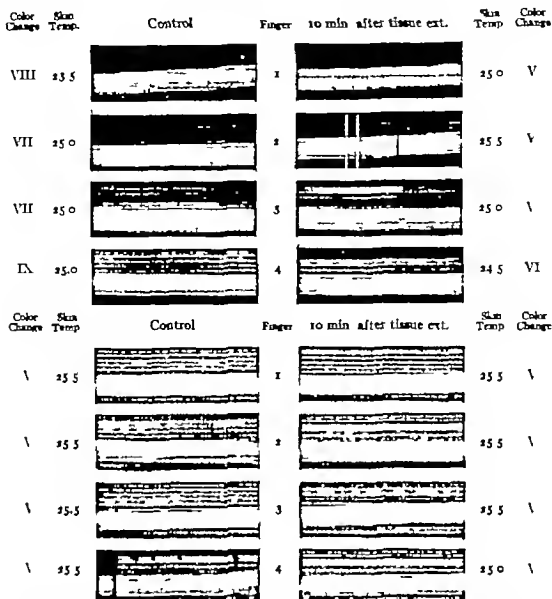 Color Skin Control Finger 10 min after tissue ext. Skin Color
Change Temp. Temp Change
VIII 23 5 1 25 0 V
VII 25 0 2 25 5 V
VII 25 0 3 25 0
IX 25.0 4 24 5 VI
Color Skin Control Finger 10 min after tissue ext. Skin Color
Change Temp Temp Change
25 5 1 25 5
25 5 2 25 5
25.5 3 25 5
25 5 4 25 0